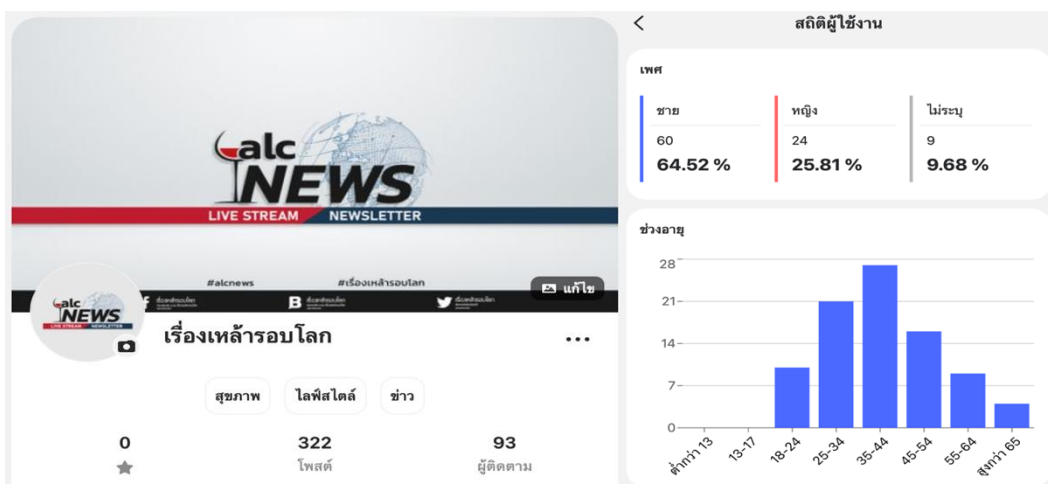 alc
NEWS
LIVE STREAM NEWSLETTER
#alcnews #เรื่องเหล้ารอบโลก
แก้ไข
alc
NEWS
LIVE STREAM NEWSLETTER
เรื่องเหล้ารอบโลก
สุขภาพ ไลฟ์สไตล์ ข่าว
0 322 93
โพสต์ ผู้ติดตาม
สถิติผู้ใช้งาน
เพศ
ชาย หญิง ไม่ระบุ
60 24 9
64.52 % 25.81 % 9.68 %
ช่วงอายุ
28
21
14
7
0
ต่ำกว่า 13 13-17 18-24 25-34 35-44 45-54 55-64 สูงกว่า 65